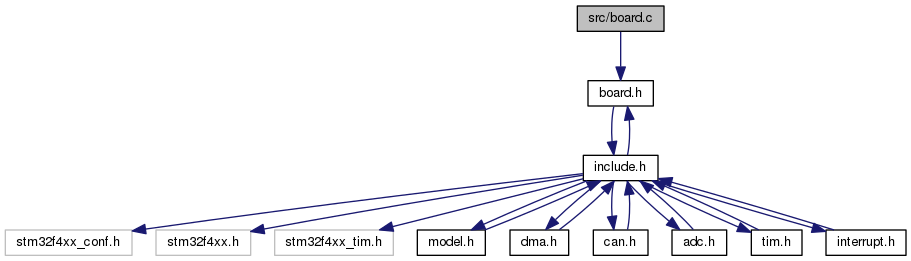 src/board.c
board.h
include.h
stm32f4xx_conf.h
stm32f4xx.h
stm32f4xx_tim.h
model.h
dma.h
can.h
adc.h
tim.h
interrupt.h